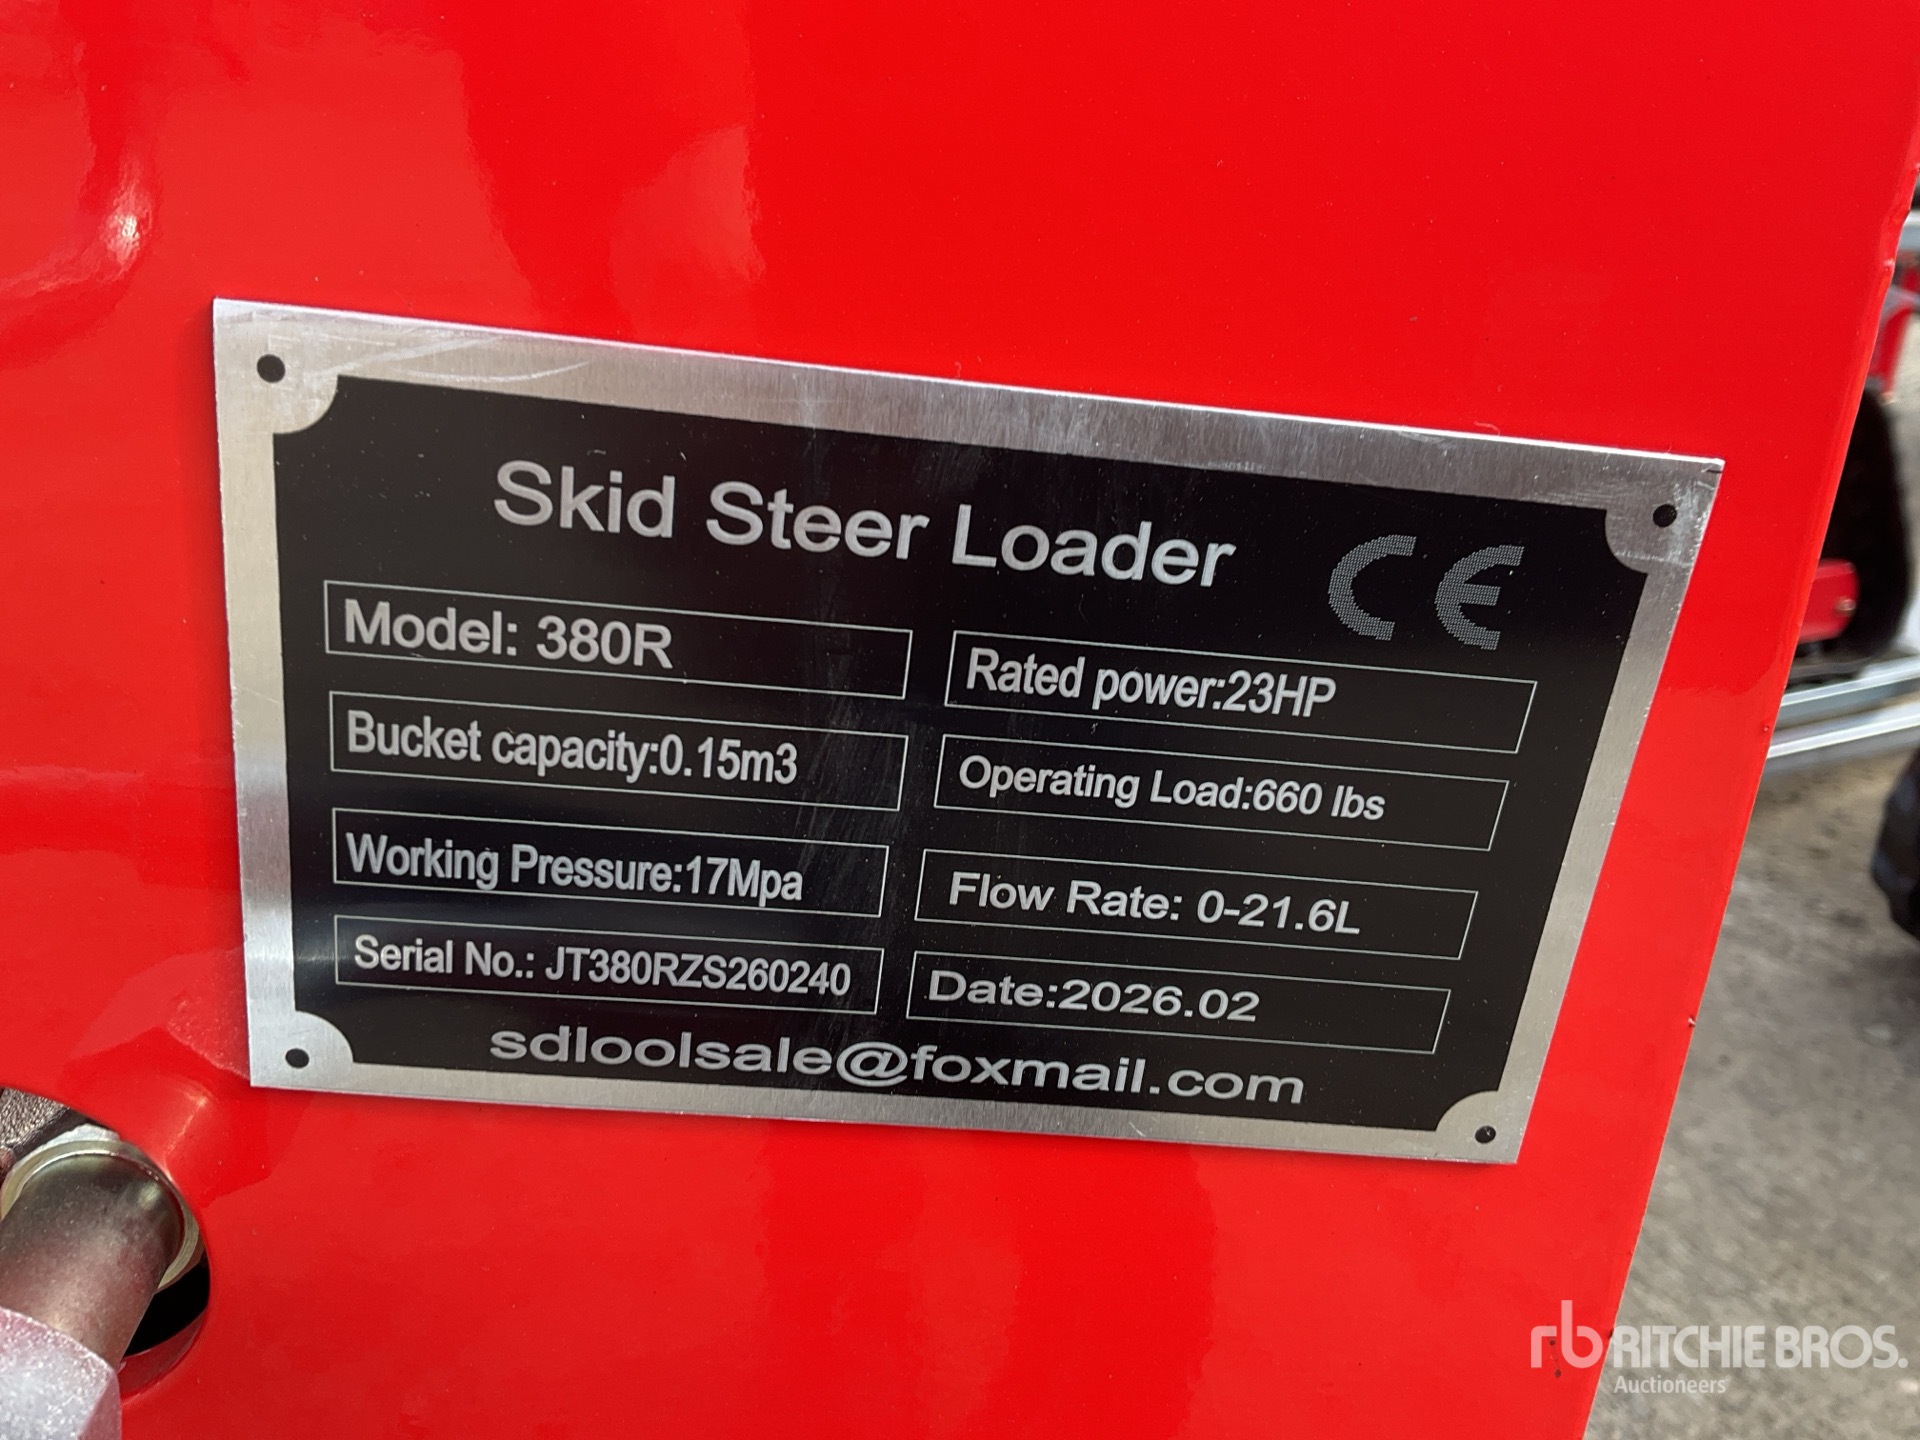 Skid Steer Loader CE
Model: 380R
Rated power:23HP
Bucket capacity:0.15m3
Operating Load:660 lbs
Working Pressure:17Mpa
Flow Rate: 0-21.6L
Serial No.: JT380RZS260240
Date:2026.02
sdloolsale@foxmail.com
rb RITCHIE BROS.
Auctioneers